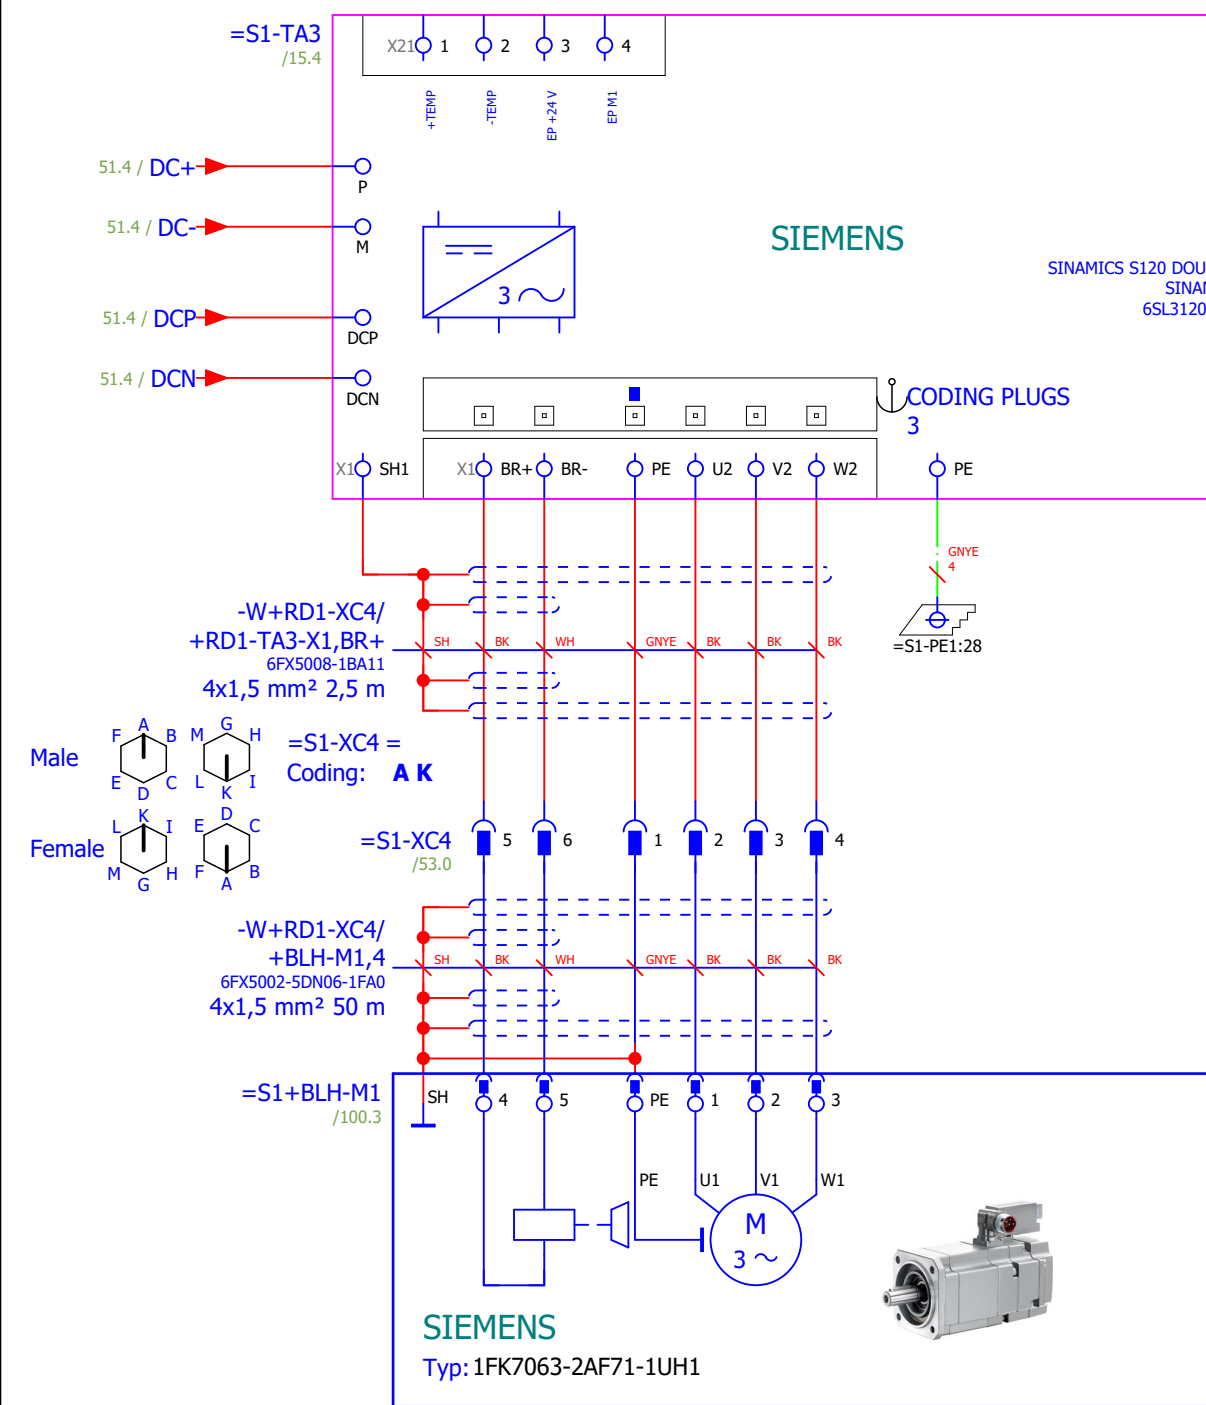 =S1-TA3
/15.4
X21 1 2 3 4
+TEMP
-TEMP
EP +24 V
EP M1
51.4 / DC+
P
51.4 / DC-
M
SIEMENS
SINAMICS S120 DOU
SINA
6SL3120
3
51.4 / DCP
DCP
51.4 / DCN
DCN
CODING PLUGS
3
X1 SH1 X1 BR+ BR- PE U2 V2 W2 PE
GNYE
4
=S1-PE1:28
-W+RD1-XC4/
+RD1-TA3-X1,BR+
6FX5008-1BA11
4x1,5 mm² 2,5 m
SH BK WH GNYE BK BK BK
Male
A B C D E F
G H I K L M
=S1-XC4 =
Coding: A K
Female
K I H G M L
D C B A F E
=S1-XC4
/53.0
5 6 1 2 3 4
-W+RD1-XC4/
+BLH-M1,4
6FX5002-5DN06-1FA0
4x1,5 mm² 50 m
SH BK WH GNYE BK BK BK
=S1+BLH-M1
/100.3
SH 4 5 PE 1 2 3
PE U1 V1 W1
M
3
SIEMENS
Typ: 1FK7063-2AF71-1UH1